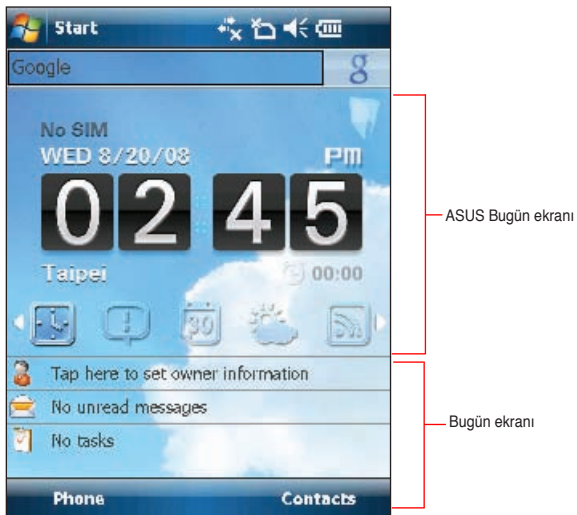 Start
Google g
No SIM
WED 8/20/08 PM
02 45
Taipei 00:00
30
ASUS Bugün ekranı
Tap here to set owner information
No unread messages
No tasks
Bugün ekranı
Phone Contacts